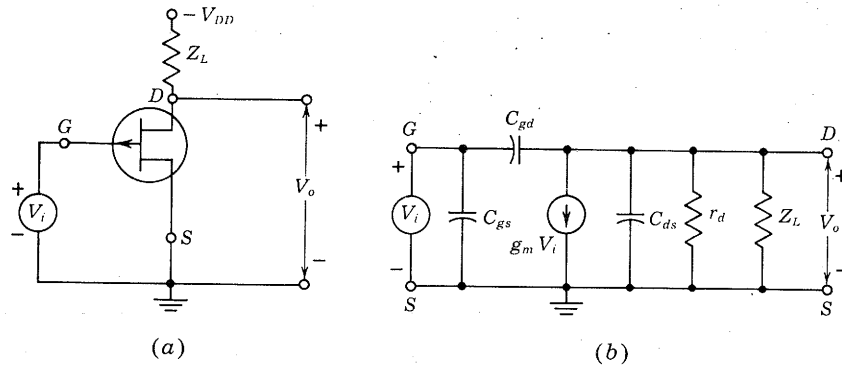 − V_DD
Z_L
D
G
+
V_i
−
V_o
+
−
S
(a)
G
+
V_i
−
S
C_gs
C_gd
g_m V_i
C_ds
r_d
Z_L
D
+
V_o
−
S
(b)